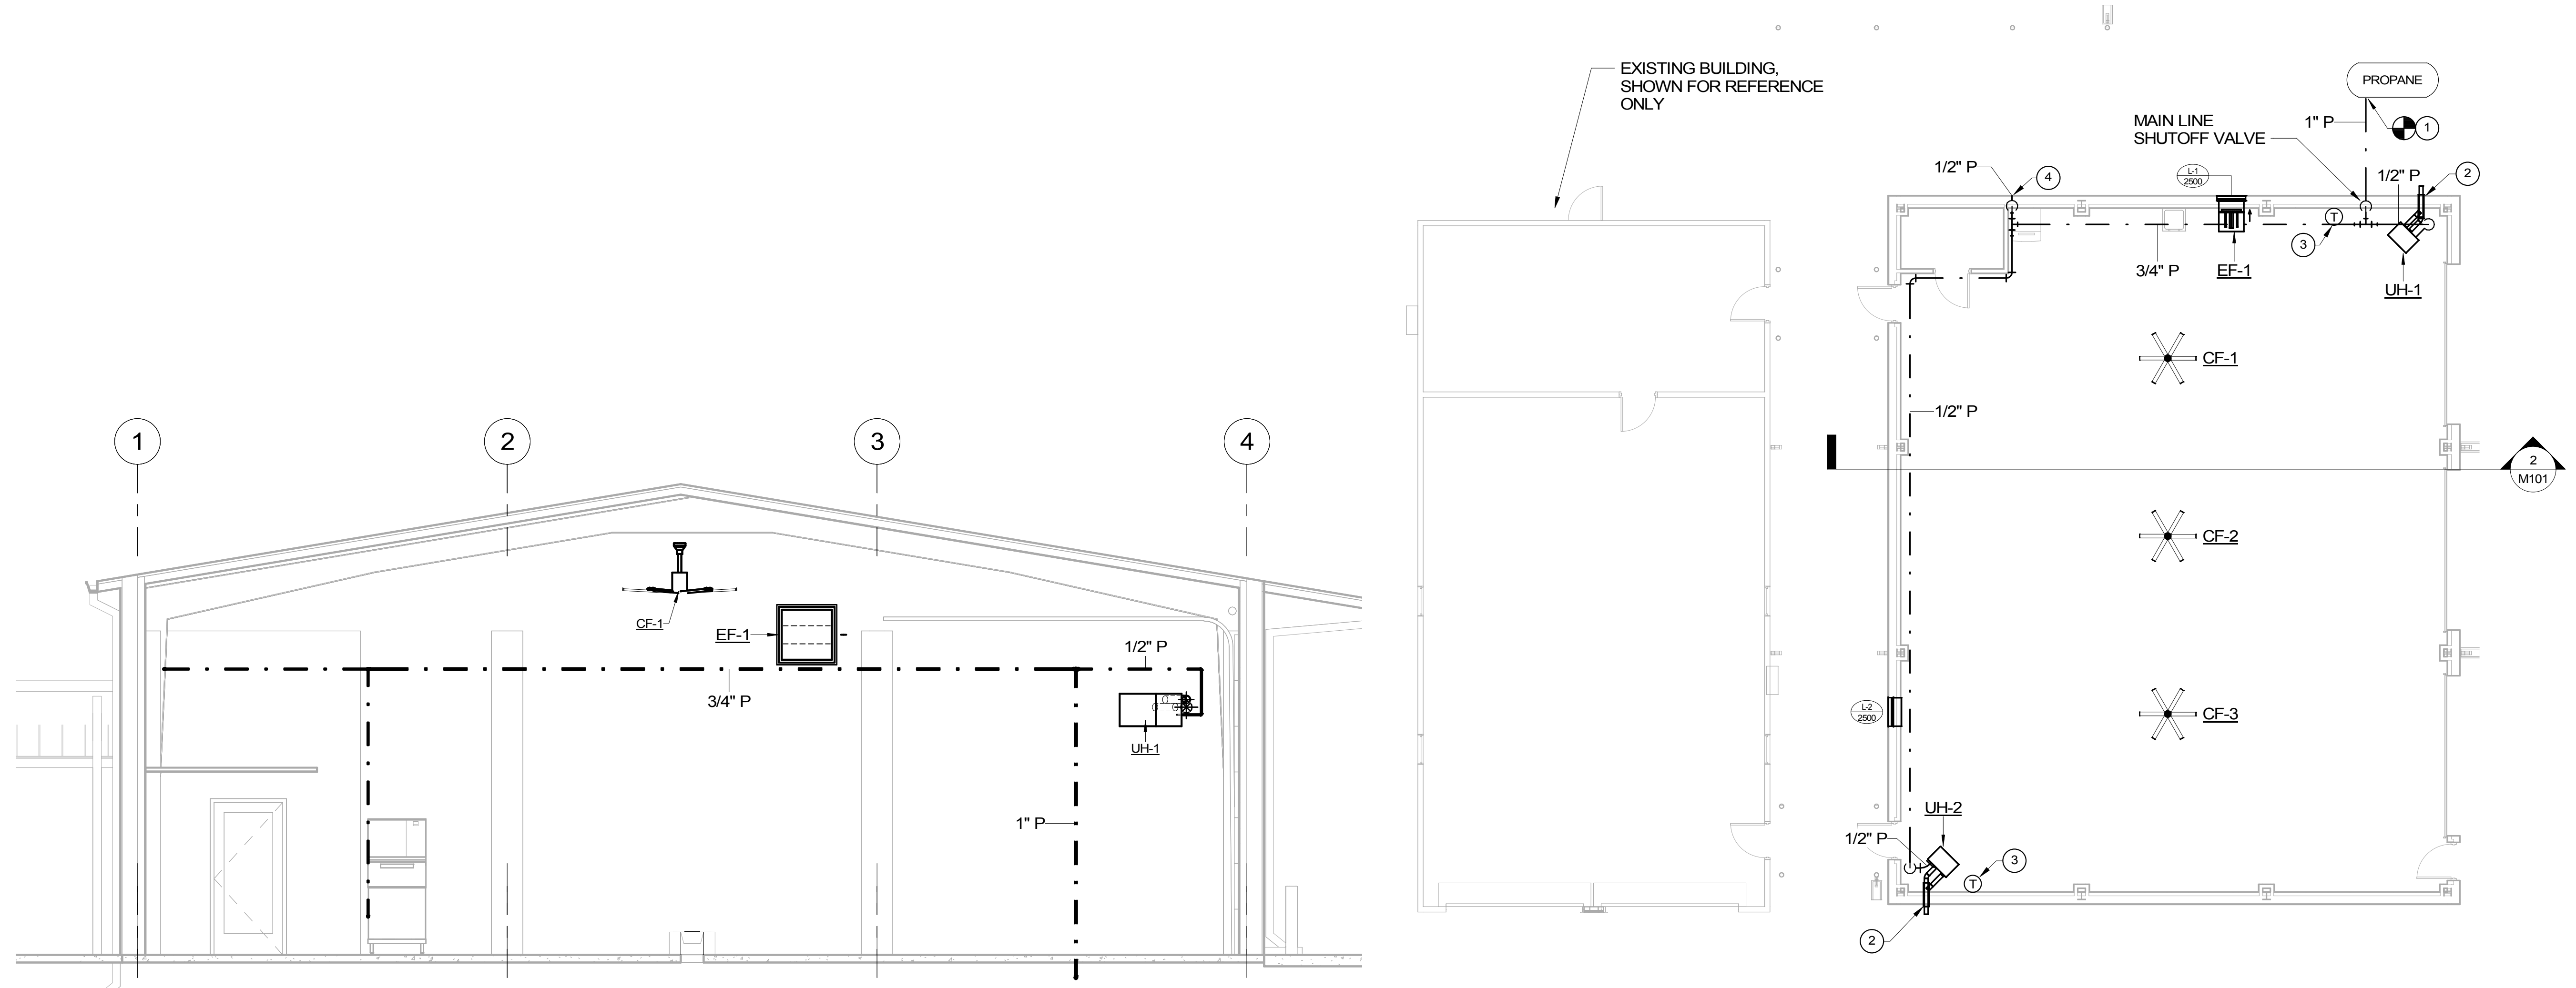 EXISTING BUILDING,
SHOWN FOR REFERENCE
ONLY
PROPANE
MAIN LINE
SHUTOFF VALVE
1" P
1
1/2" P
4
L-1
2500
1/2" P
2
T
3
3/4" P
EF-1
UH-1
CF-1
1/2" P
2
M101
CF-2
CF-3
L-2
2500
UH-2
1/2" P
3
T
2
1
2
3
4
CF-1
EF-1
1/2" P
3/4" P
UH-1
1" P